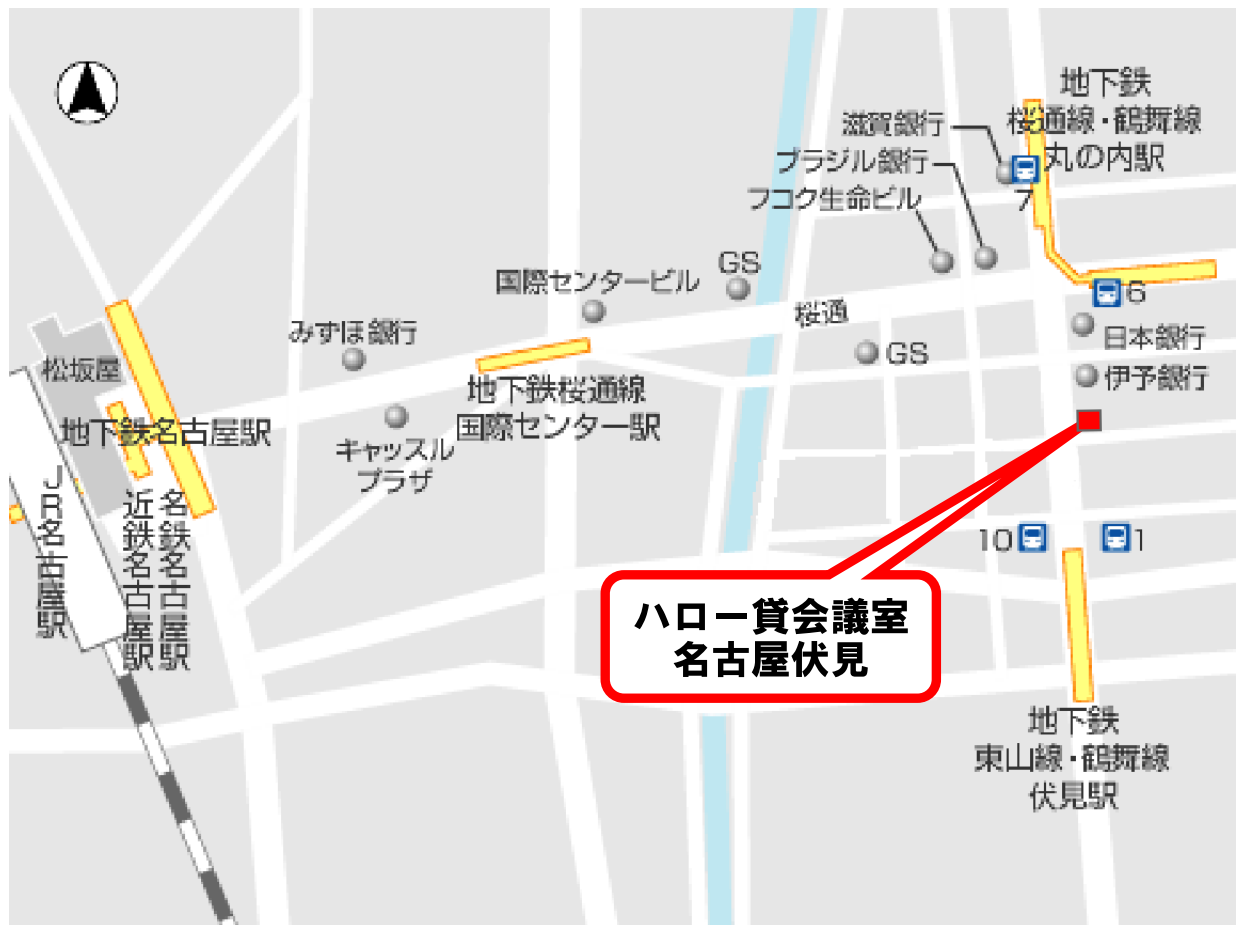 地下鉄
桜通線・鶴舞線
丸の内駅
滋賀銀行
ブラジル銀行
フコク生命ビル
7
GS
国際センタービル
6
桜通
みずほ銀行
日本銀行
GS
松坂屋
伊予銀行
地下鉄桜通線
国際センター駅
地下鉄名古屋駅
キャッスル
プラザ
JR名古屋駅
近鉄名古屋駅
名鉄名古屋駅
10
1
ハロー貸会議室
名古屋伏見
地下鉄
東山線・鶴舞線
伏見駅